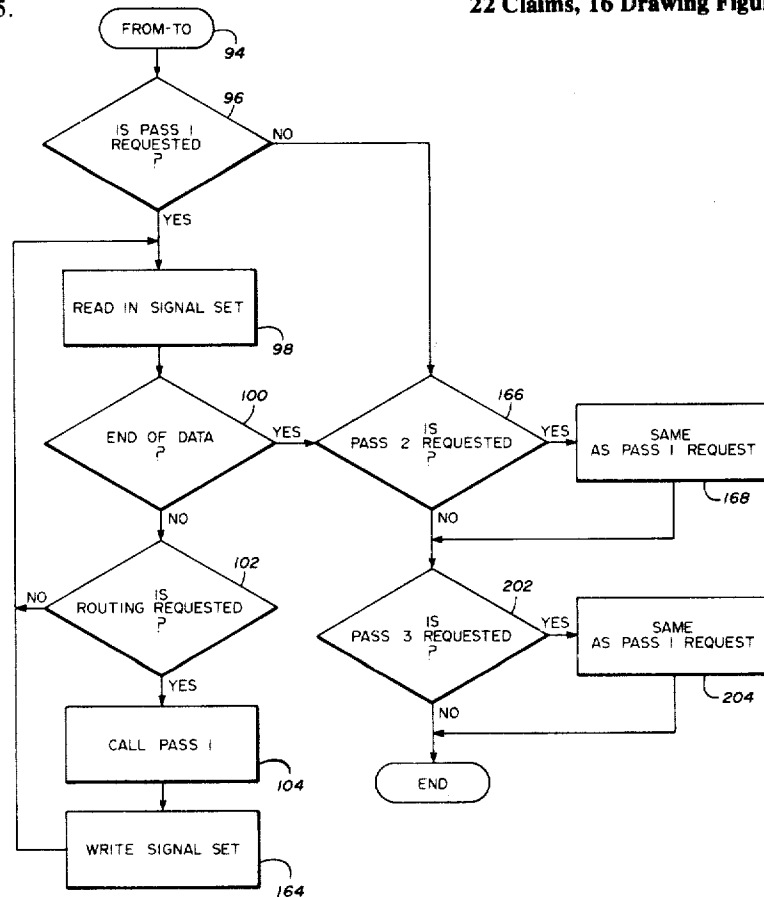 5.
22 Claims, 16 Drawing Figu
FROM-TO
94
96
IS PASS 1
REQUESTED
?
NO
YES
READ IN SIGNAL SET
98
100
END OF DATA
?
YES
NO
166
IS
PASS 2 REQUESTED
?
YES
NO
SAME
AS PASS 1 REQUEST
168
102
IS
ROUTING REQUESTED
?
NO
YES
202
IS
PASS 3 REQUESTED
?
YES
NO
SAME
AS PASS 1 REQUEST
204
CALL PASS 1
104
END
WRITE SIGNAL SET
164